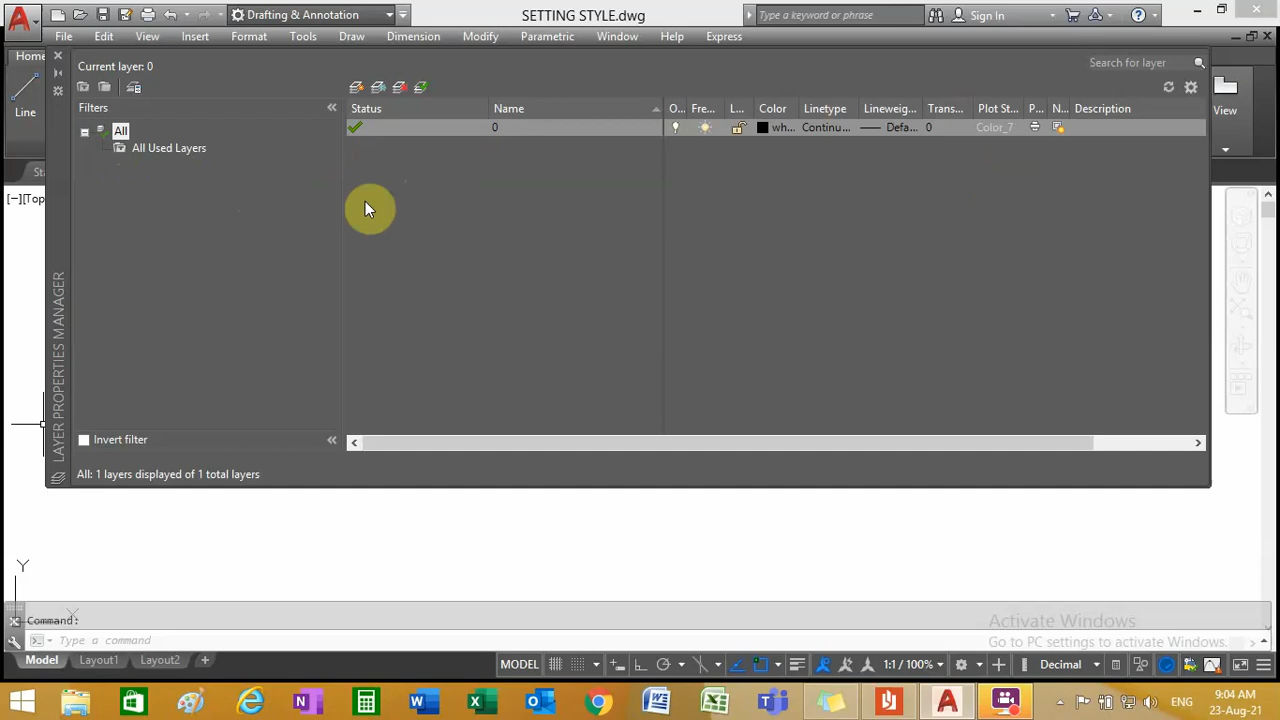 SETTING STYLE.dwg
Drafting & Annotation
Type a keyword or phrase
Sign In
File Edit View Insert Format Tools Draw Dimension Modify Parametric Window Help Express
Home
Line
View
Current layer: 0
Search for layer
Filters
All
All Used Layers
Status Name O.. Fre... L... Color Linetype Lineweig... Trans... Plot St... P... N... Description
0 wh... Continu... Defa... 0 Color_7
LAYER PROPERTIES MANAGER
Invert filter
All: 1 layers displayed of 1 total layers
Sta
[−][Top
Y
X
Command:
Type a command
Activate Windows
Go to PC settings to activate Windows.
Model Layout1 Layout2 +
MODEL 1:1 / 100% Decimal
ENG
9:04 AM
23-Aug-21